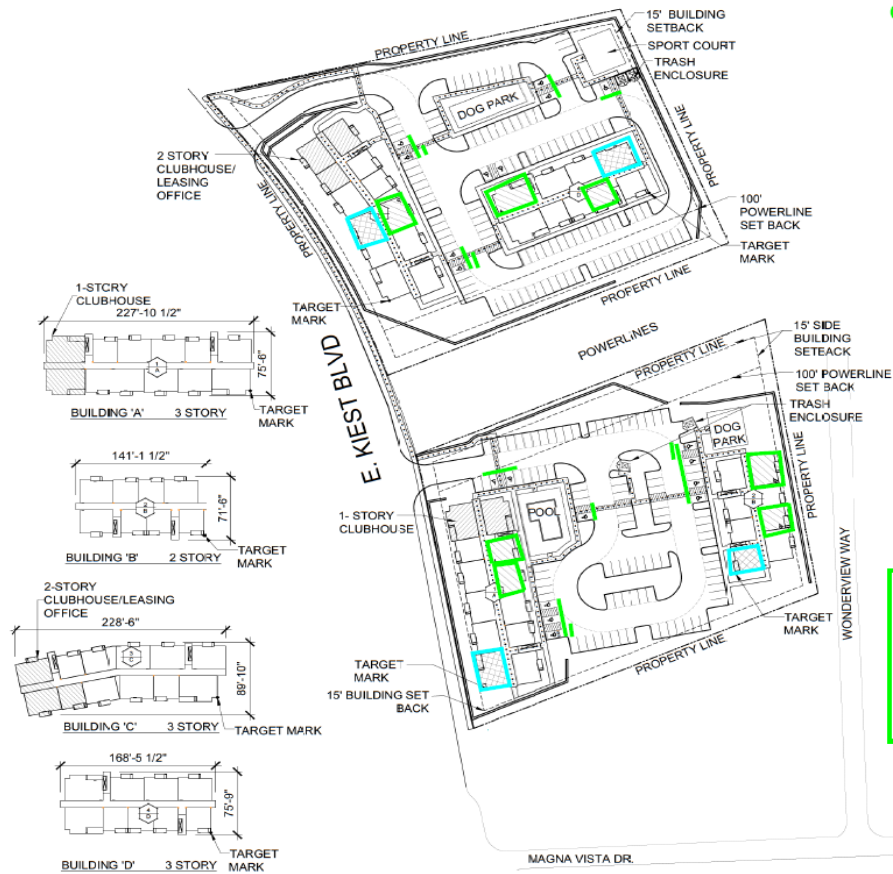 15' BUILDING
SETBACK
SPORT COURT
TRASH
ENCLOSURE
PROPERTY LINE
DOG PARK
PROPERTY LINE
2 STORY
CLUBHOUSE/
LEASING
OFFICE
PROPERTY LINE
100'
POWERLINE
SET BACK
TARGET
MARK
PROPERTY LINE
TARGET
MARK
1-STCRY
CLUBHOUSE
227'-10 1/2"
75'-6"
1
A
BUILDING 'A' 3 STORY
TARGET
MARK
E. KIEST BLVD
POWERLINES
PROPERTY LINE
15' SIDE
BUILDING
SETBACK
100' POWERLINE
SET BACK
TRASH
ENCLOSURE
DOG
PARK
PROPERTY LINE
141'-1 1/2"
71'-6"
2
B
BUILDING 'B' 2 STORY
TARGET
MARK
1- STORY
CLUBHOUSE
POOL
WONDERVIEW WAY
TARGET
MARK
PROPERTY LINE
2-STORY
CLUBHOUSE/LEASING
OFFICE
228'-6"
89'-10"
3
C
BUILDING 'C' 3 STORY
TARGET MARK
TARGET
MARK
15' BUILDING SET
BACK
168'-5 1/2"
75'-9"
4
D
BUILDING 'D' 3 STORY
TARGET
MARK
MAGNA VISTA DR.